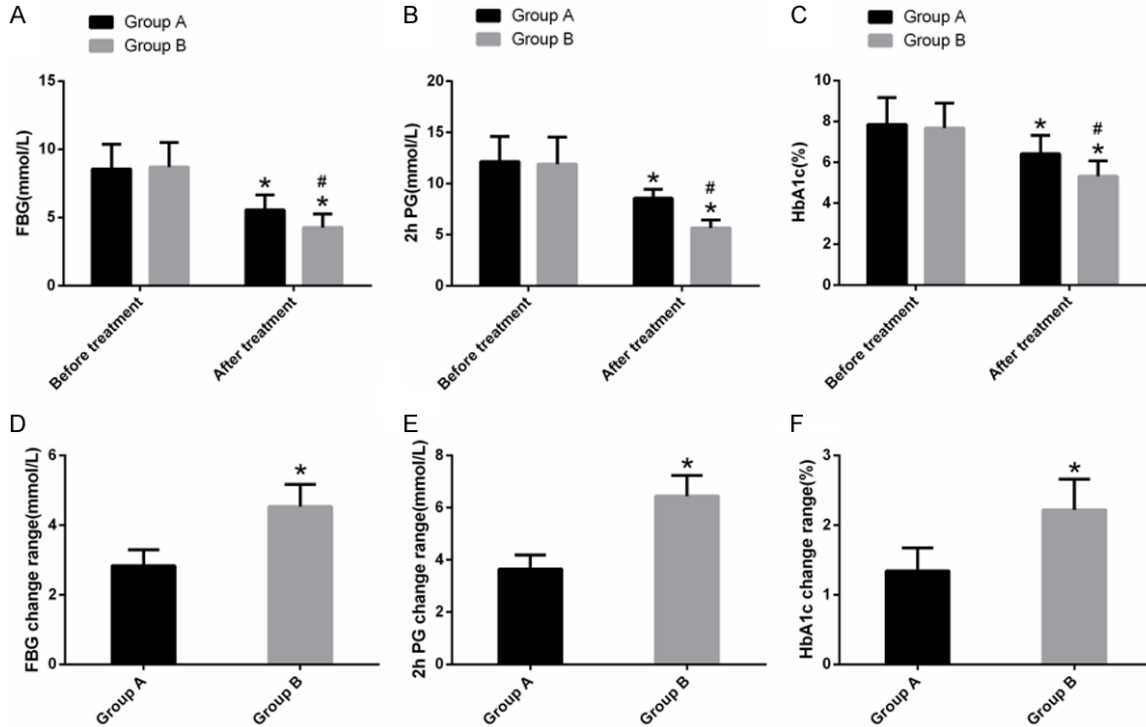 A
Group A
Group B
FBG(mmol/L)
15
10
5
0
*
#
*
Before treatment
After treatment
B
Group A
Group B
2h PG(mmol/L)
20
15
10
5
0
*
#
*
Before treatment
After treatment
C
Group A
Group B
HbA1c(%)
10
8
6
4
2
0
*
#
*
Before treatment
After treatment
D
FBG change range(mmol/L)
6
4
2
0
*
Group A
Group B
E
2h PG change range(mmol/L)
8
6
4
2
0
*
Group A
Group B
F
HbA1c change range(%)
3
2
1
0
*
Group A
Group B